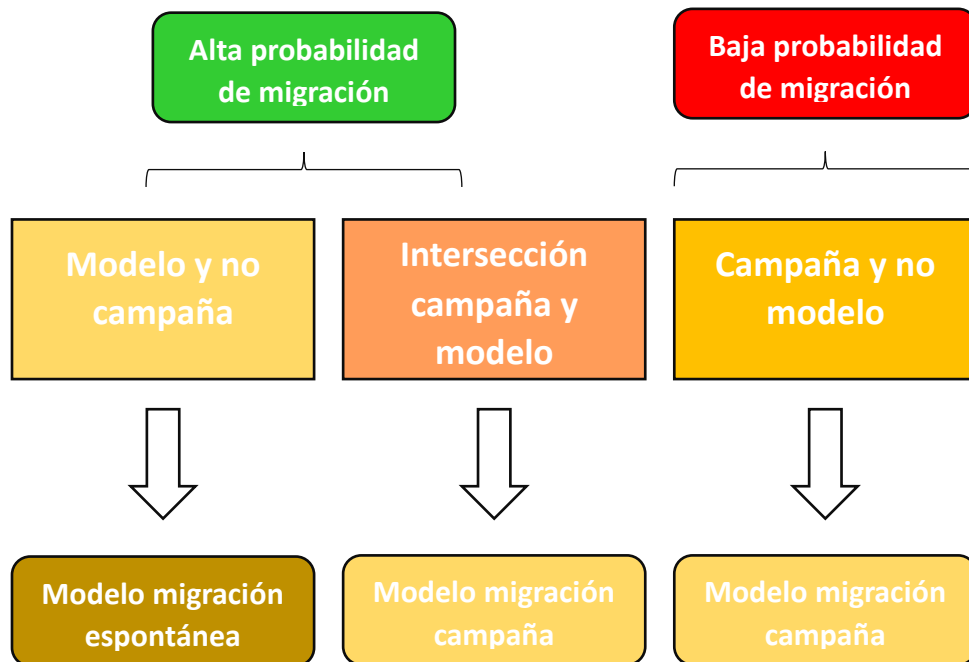 Alta probabilidad
de migración
Baja probabilidad
de migración
Modelo y no
campaña
Intersección
campaña y
modelo
Campaña y no
modelo
Modelo migración
espontánea
Modelo migración
campaña
Modelo migración
campaña